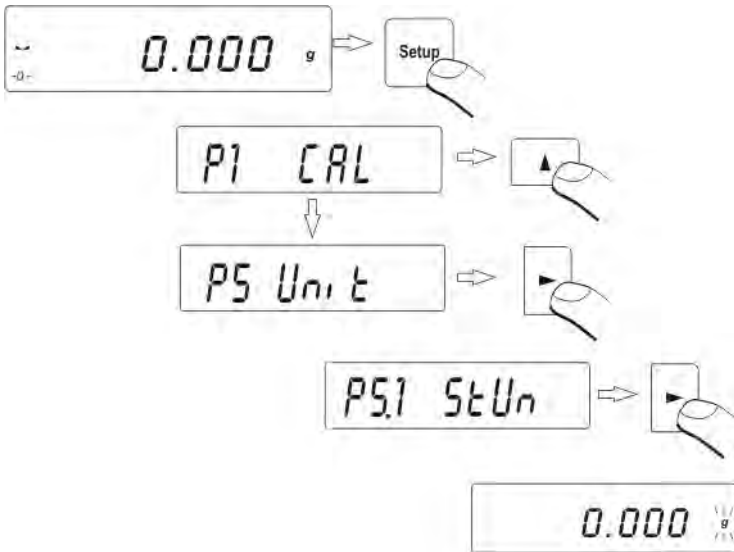 0.000 g
-0-
Setup
P1 CAL
P5 Unit
P5.1 StUn
0.000 g